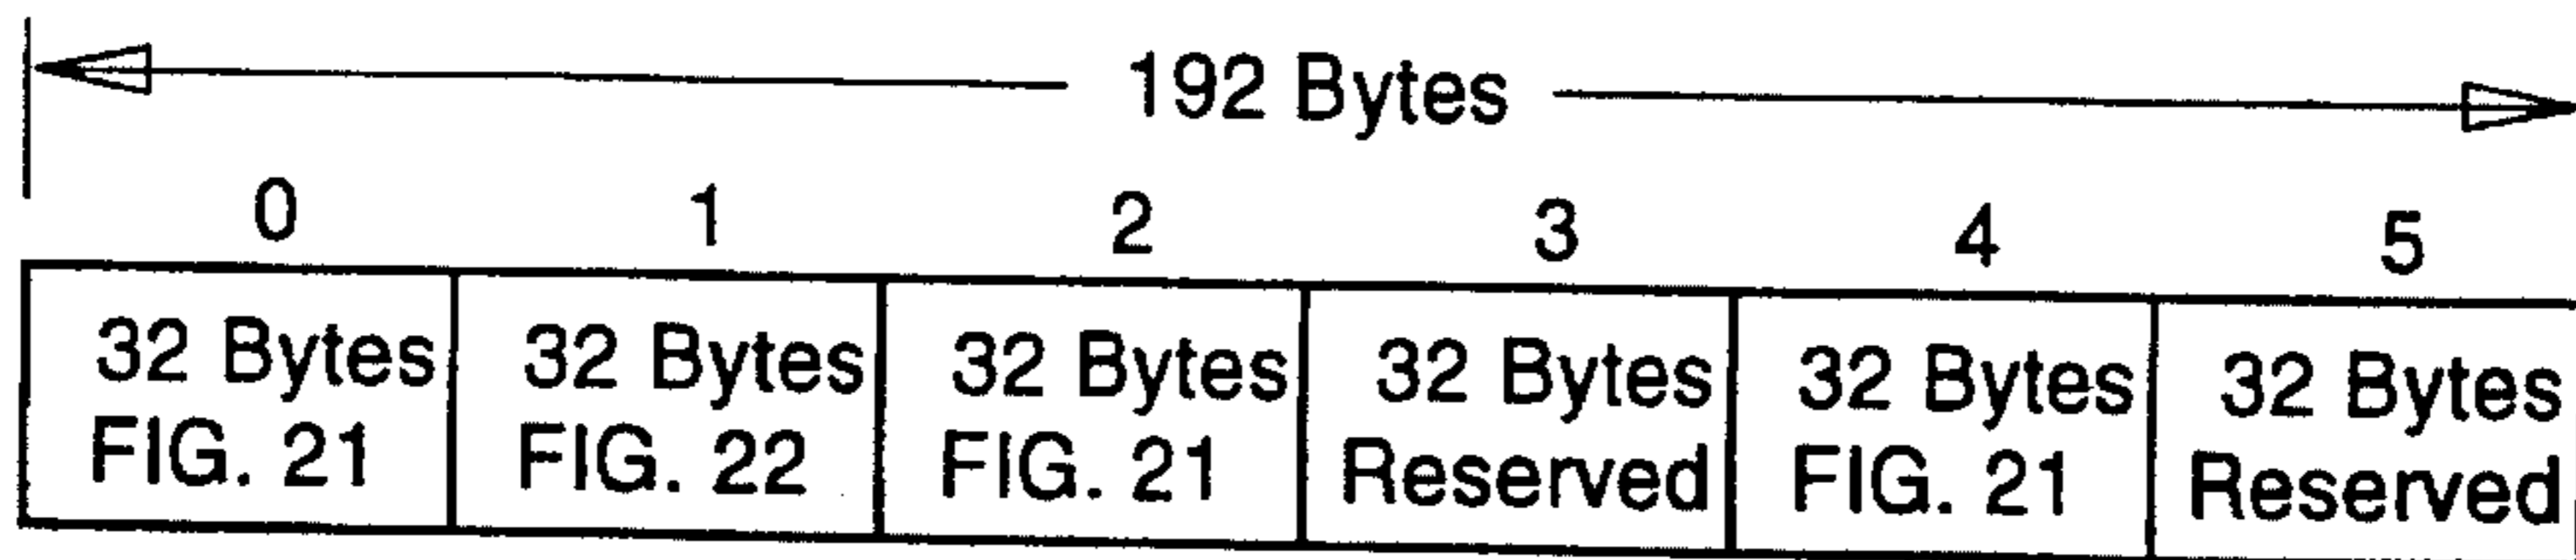 192 Bytes
0 1 2 3 4 5
32 Bytes 32 Bytes 32 Bytes 32 Bytes 32 Bytes 32 Bytes
FIG. 21 FIG. 22 FIG. 21 Reserved FIG. 21 Reserved